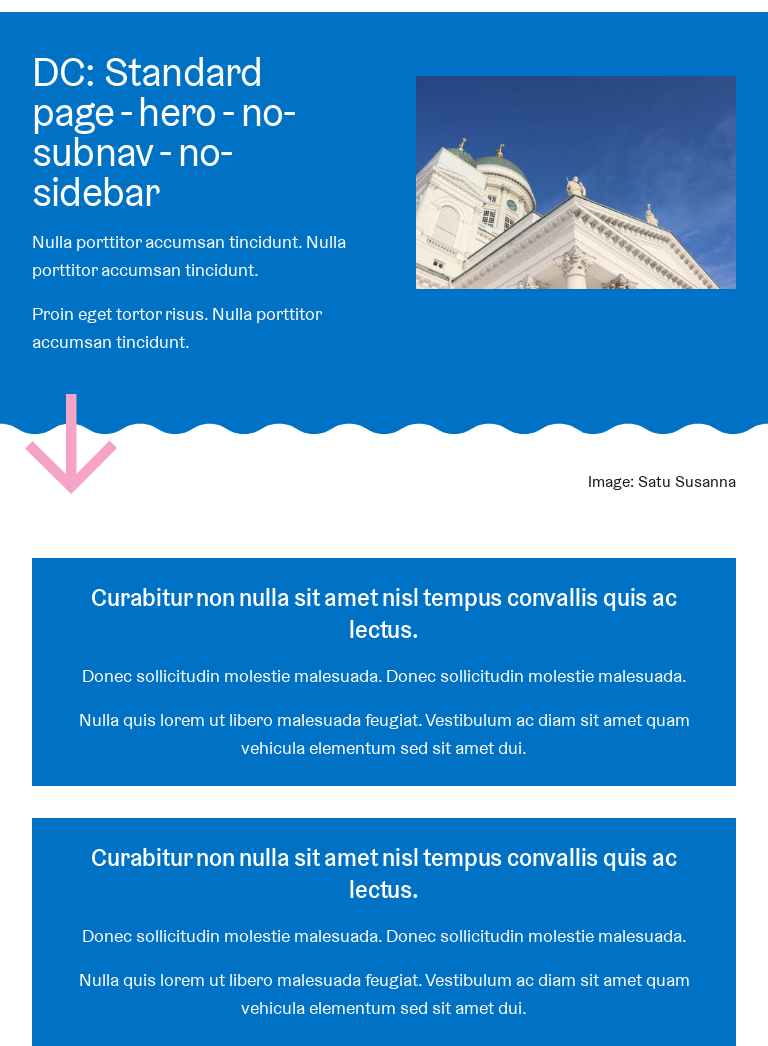 DC: Standard
page - hero - no-
subnav - no-
sidebar
Nulla porttitor accumsan tincidunt. Nulla
porttitor accumsan tincidunt.
Proin eget tortor risus. Nulla porttitor
accumsan tincidunt.
Image: Satu Susanna
Curabitur non nulla sit amet nisl tempus convallis quis ac
lectus.
Donec sollicitudin molestie malesuada. Donec sollicitudin molestie malesuada.
Nulla quis lorem ut libero malesuada feugiat. Vestibulum ac diam sit amet quam
vehicula elementum sed sit amet dui.
Curabitur non nulla sit amet nisl tempus convallis quis ac
lectus.
Donec sollicitudin molestie malesuada. Donec sollicitudin molestie malesuada.
Nulla quis lorem ut libero malesuada feugiat. Vestibulum ac diam sit amet quam
vehicula elementum sed sit amet dui.